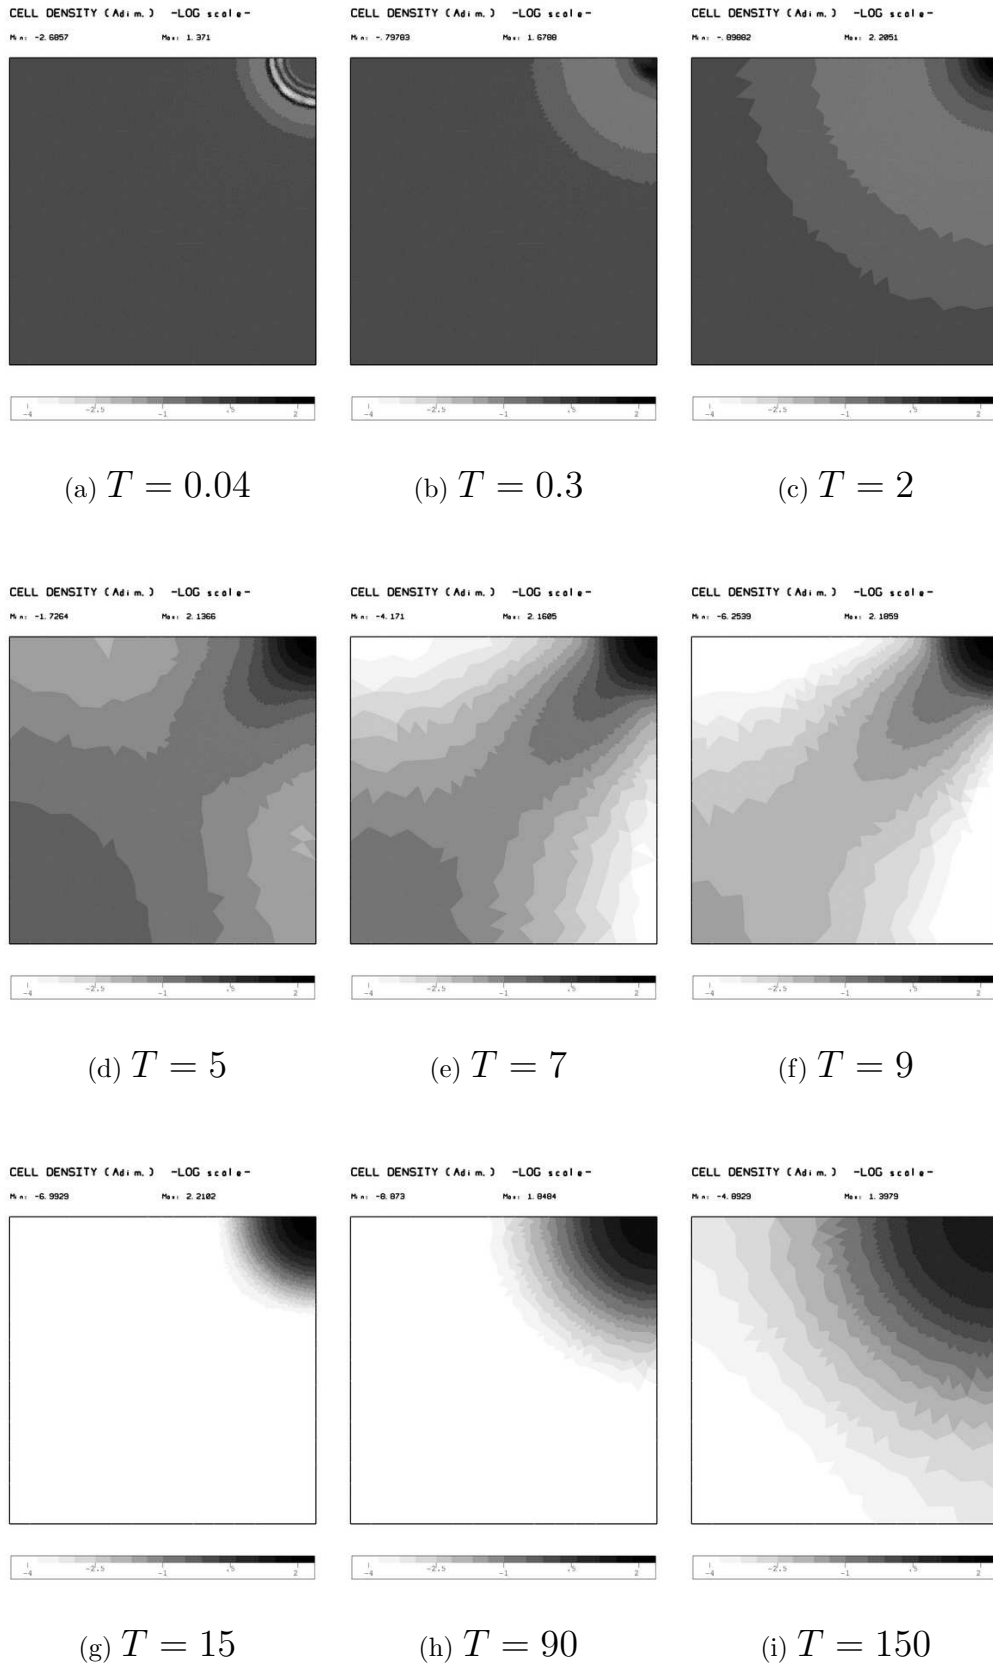 CELL DENSITY (Adim.) -LOG scale- CELL DENSITY (Adim.) -LOG scale- CELL DENSITY (Adim.) -LOG scale-
Min: -2.6857 Max: 1.371 Min: -.79783 Max: 1.6788 Min: -.89882 Max: 2.2051
-4 -2.5 -1 .5 2 -4 -2.5 -1 .5 2 -4 -2.5 -1 .5 2
(a) T = 0.04 (b) T = 0.3 (c) T = 2
CELL DENSITY (Adim.) -LOG scale- CELL DENSITY (Adim.) -LOG scale- CELL DENSITY (Adim.) -LOG scale-
Min: -1.7264 Max: 2.1366 Min: -4.171 Max: 2.1605 Min: -6.2539 Max: 2.1859
-4 -2.5 -1 .5 2 -4 -2.5 -1 .5 2 -4 -2.5 -1 .5 2
(d) T = 5 (e) T = 7 (f) T = 9
CELL DENSITY (Adim.) -LOG scale- CELL DENSITY (Adim.) -LOG scale- CELL DENSITY (Adim.) -LOG scale-
Min: -6.9929 Max: 2.2102 Min: -8.873 Max: 1.8484 Min: -4.8929 Max: 1.3979
-4 -2.5 -1 .5 2 -4 -2.5 -1 .5 2 -4 -2.5 -1 .5 2
(g) T = 15 (h) T = 90 (i) T = 150